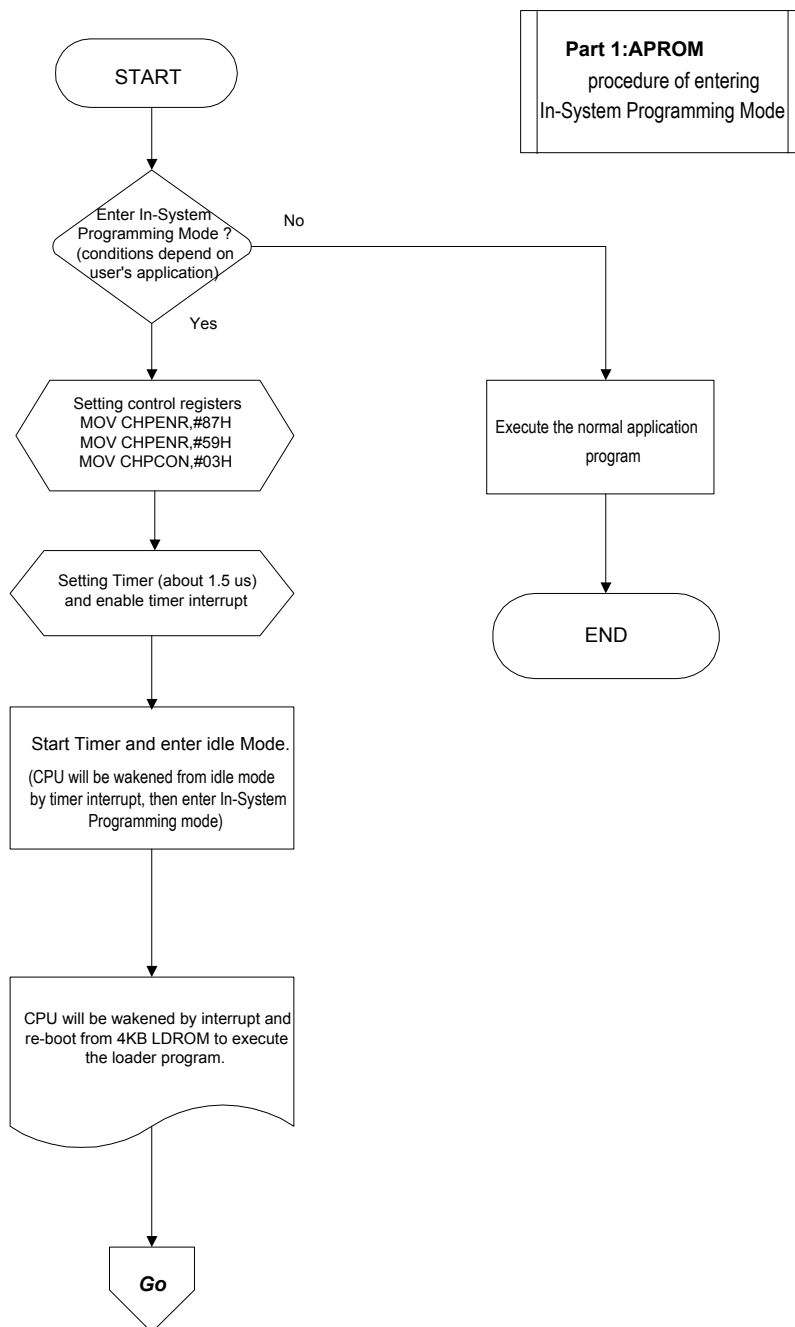 START
Part 1:APROM
procedure of entering
In-System Programming Mode
Enter In-System
Programming Mode ?
(conditions depend on
user's application)
No
Yes
Setting control registers
MOV CHPENR,#87H
MOV CHPENR,#59H
MOV CHPCON,#03H
Execute the normal application
program
Setting Timer (about 1.5 us)
and enable timer interrupt
END
Start Timer and enter idle Mode.
(CPU will be wakened from idle mode
by timer interrupt, then enter In-System
Programming mode)
CPU will be wakened by interrupt and
re-boot from 4KB LDROM to execute
the loader program.
Go